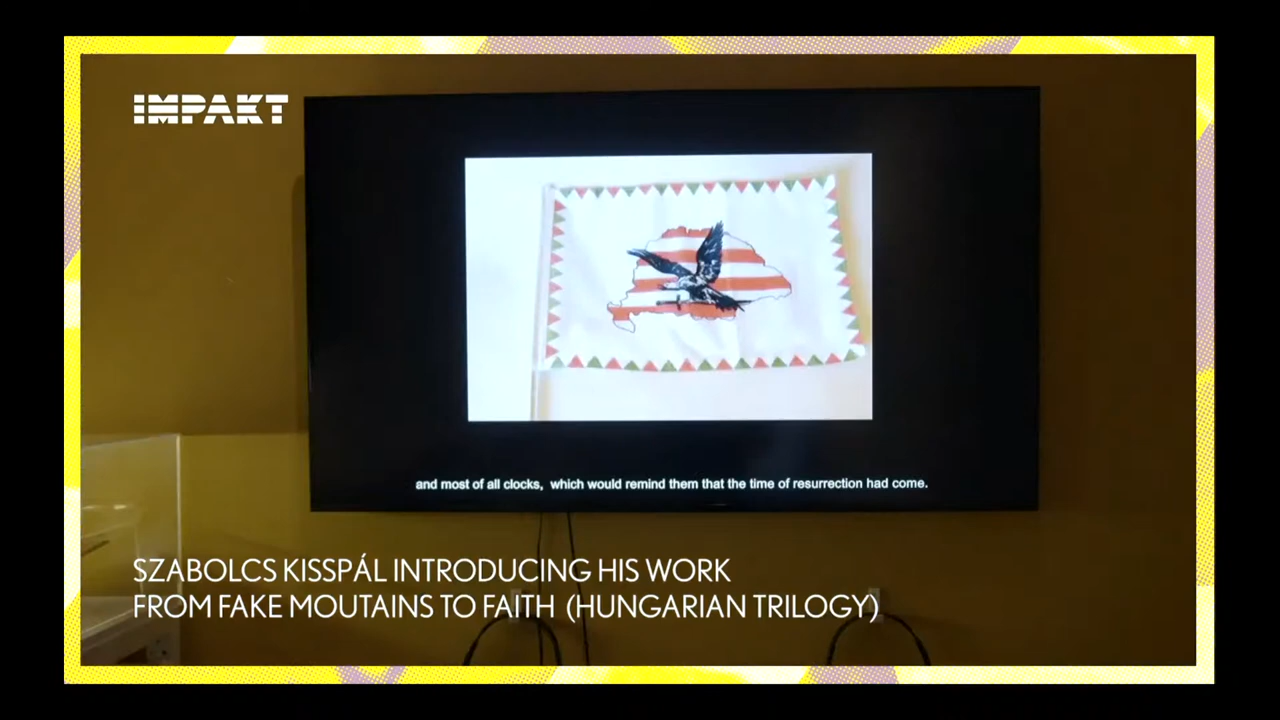 IMPAKT
and most of all clocks, which would remind them that the time of resurrection had come.
SZABOLCS KISSPÁL INTRODUCING HIS WORK
FROM FAKE MOUTAINS TO FAITH (HUNGARIAN TRILOGY)